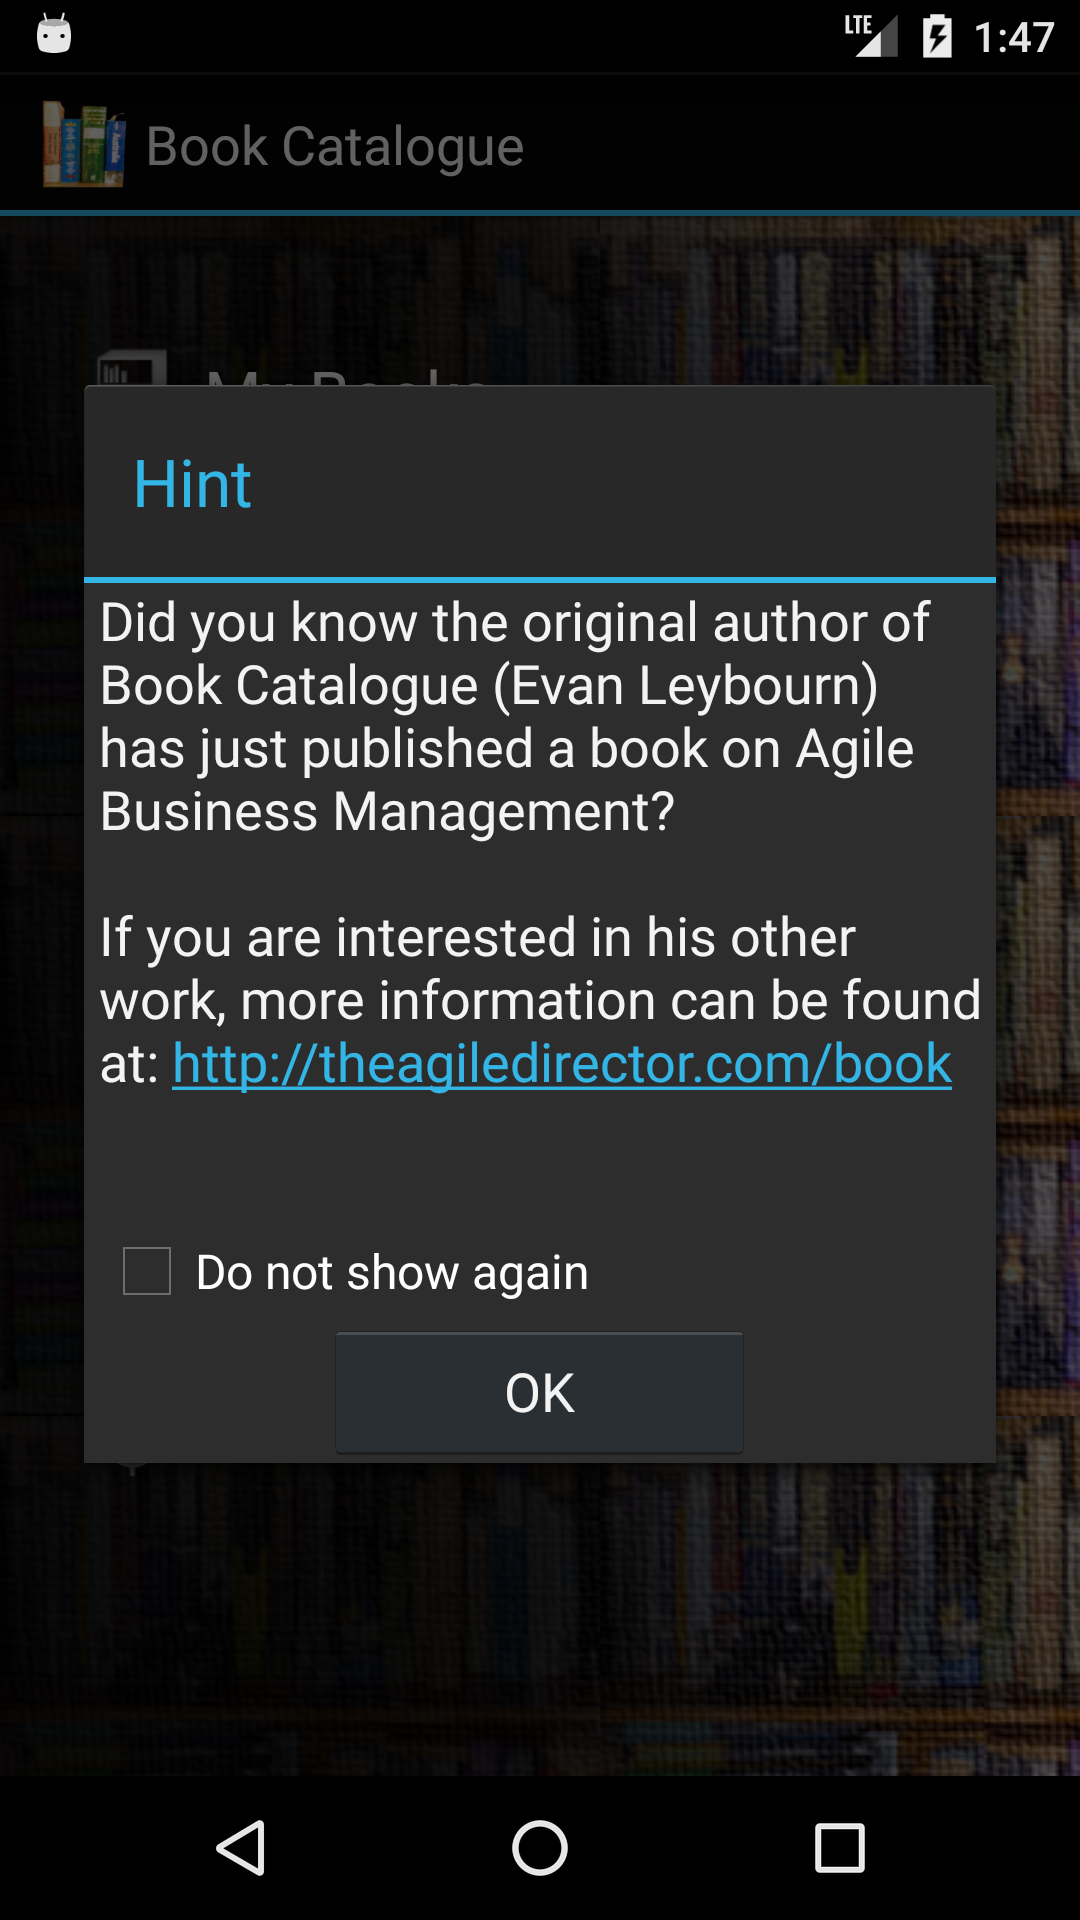 LTE 1:47
Book Catalogue
My Books
Hint
Did you know the original author of
Book Catalogue (Evan Leybourn)
has just published a book on Agile
Business Management?
If you are interested in his other
work, more information can be found
at: http://theagiledirector.com/book
Do not show again
OK